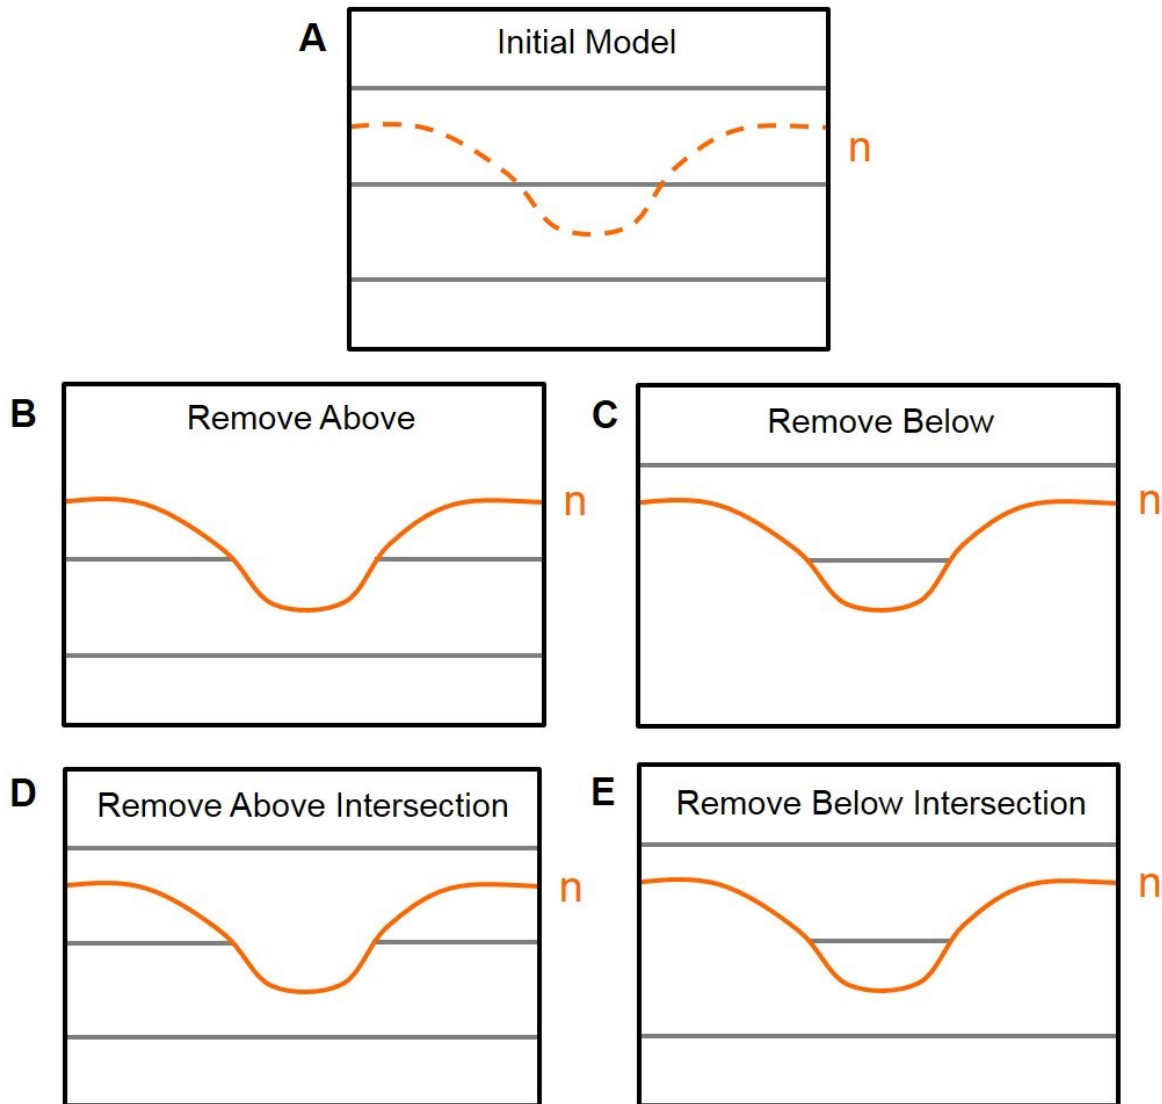 A
Initial Model
n
B
Remove Above
n
C
Remove Below
n
D
Remove Above Intersection
n
E
Remove Below Intersection
n